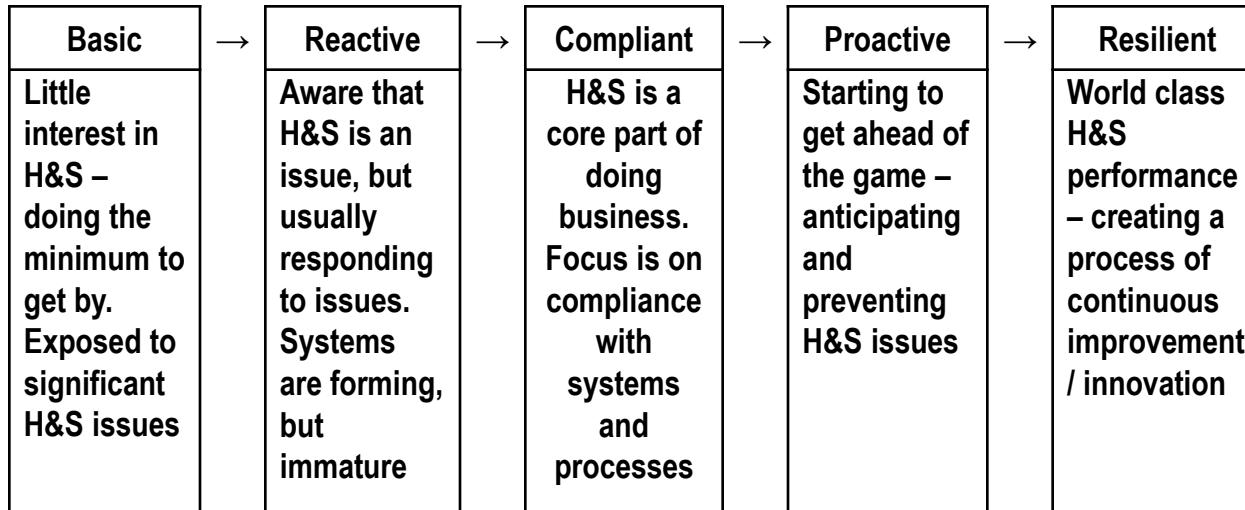 Basic → Reactive → Compliant → Proactive → Resilient
Little
interest in
H&S –
doing the
minimum to
get by.
Exposed to
significant
H&S issues
Aware that
H&S is an
issue, but
usually
responding
to issues.
Systems
are forming,
but
immature
H&S is a
core part of
doing
business.
Focus is on
compliance
with
systems
and
processes
Starting to
get ahead of
the game –
anticipating
and
preventing
H&S issues
World class
H&S
performance
– creating a
process of
continuous
improvement
/ innovation